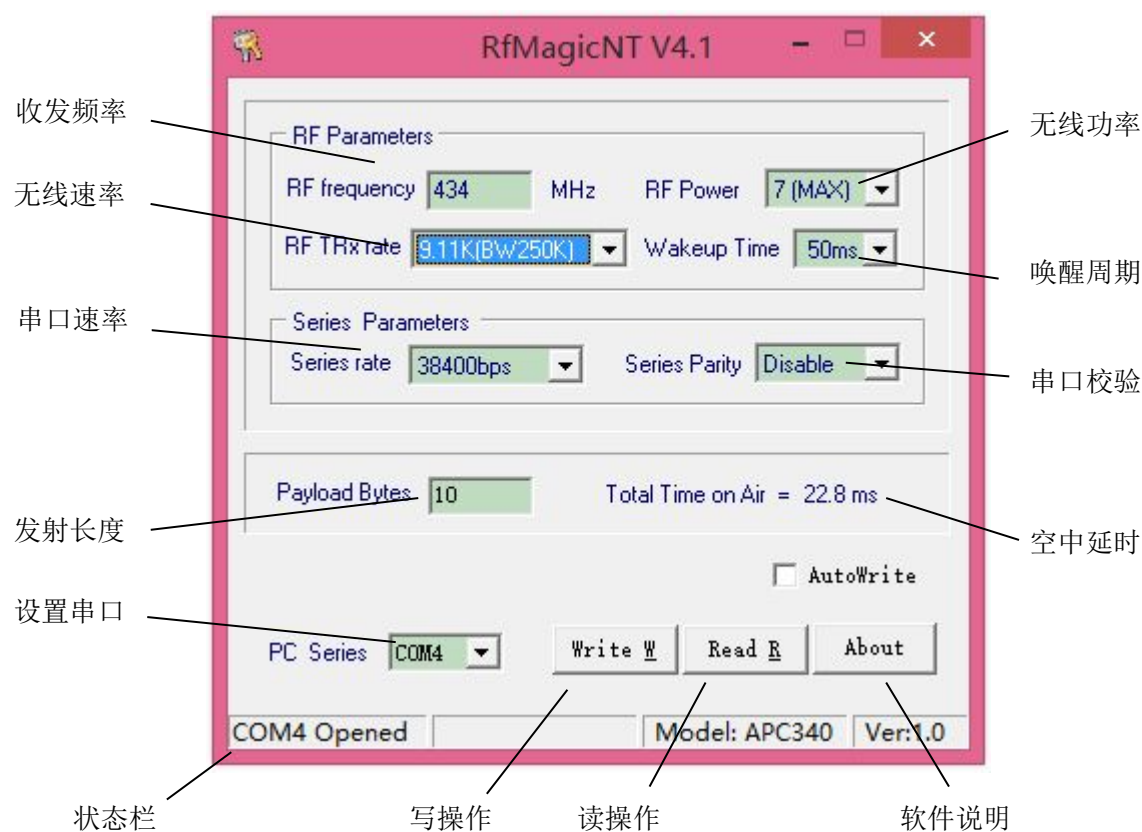 RfMagicNT V4.1
收发频率
RF Parameters
无线功率
RF frequency 434 MHz RF Power 7 (MAX)
无线速率
RF TRx rate 9.11K(BW250K) Wakeup Time 50ms
唤醒周期
串口速率
Series Parameters
Series rate 38400bps Series Parity Disable
串口校验
Payload Bytes 10 Total Time on Air = 22.8 ms
发射长度
空中延时
AutoWrite
设置串口
PC Series COM4 Write W Read R About
COM4 Opened Model: APC340 Ver:1.0
状态栏 写操作 读操作 软件说明